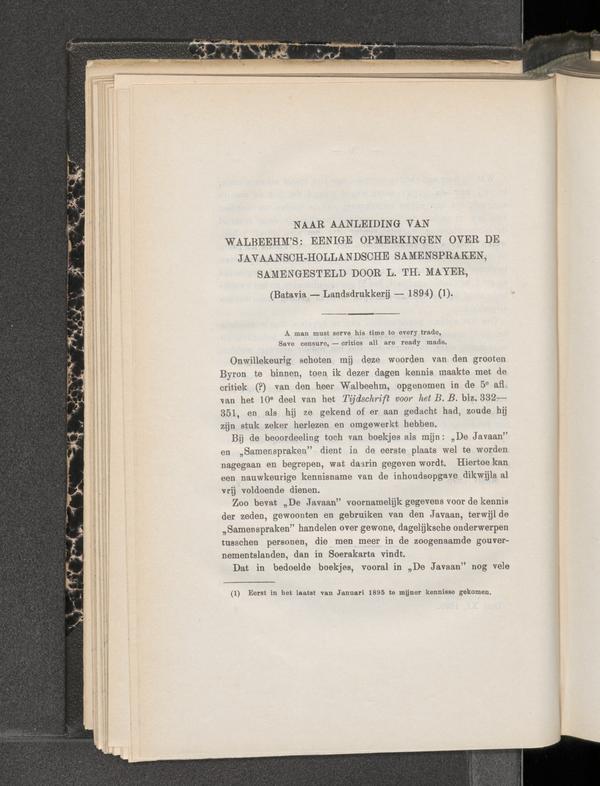 NAAR AANLEIDING VAN
WALBEEHM'S: EENIGE OPMERKINGEN OVER DE
JAVAANSCH-HOLLANDSCHE SAMENSPRAKEN,
SAMENGESTELD DOOR L. TH. MAYER,
(Batavia — Landsdrukkerij — 1894) (1).
A man must serve his time to every trade,
Save censure, — critics all are ready made.
Onwillekeurig schoten mij deze woorden van den grooten
Byron te binnen, toen ik dezer dagen kennis maakte met de
critiek (?) van den heer Walbeehm, opgenomen in de 5e afl.
van het 10e deel van het Tijdschrift voor het B. B. blz. 332—
351, en als hij ze gekend of er aan gedacht had, zoude hij
zijn stuk zeker herlezen en omgewerkt hebben.
Bij de beoordeeling toch van boekjes als mijn: „De Javaan"
en „Samenspraken" dient in de eerste plaats wel te worden
nagegaan en begrepen, wat daarin gegeven wordt. Hiertoe kan
een nauwkeurige kennisname van de inhoudsopgave dikwijls al
vrij voldoende dienen.
Zoo bevat „De Javaan" voornamelijk gegevens voor de kennis
der zeden, gewoonten en gebruiken van den Javaan, terwijl de
„Samenspraken" handelen over gewone, dagelijksche onderwerpen
tusschen personen, die men meer in de zoogenaamde gouver-
nementslanden, dan in Soerakarta vindt.
Dat in bedoelde boekjes, vooral in „De Javaan" nog vele
(1) Eerst in het laatst van Januari 1895 te mijner kennisse gekomen.